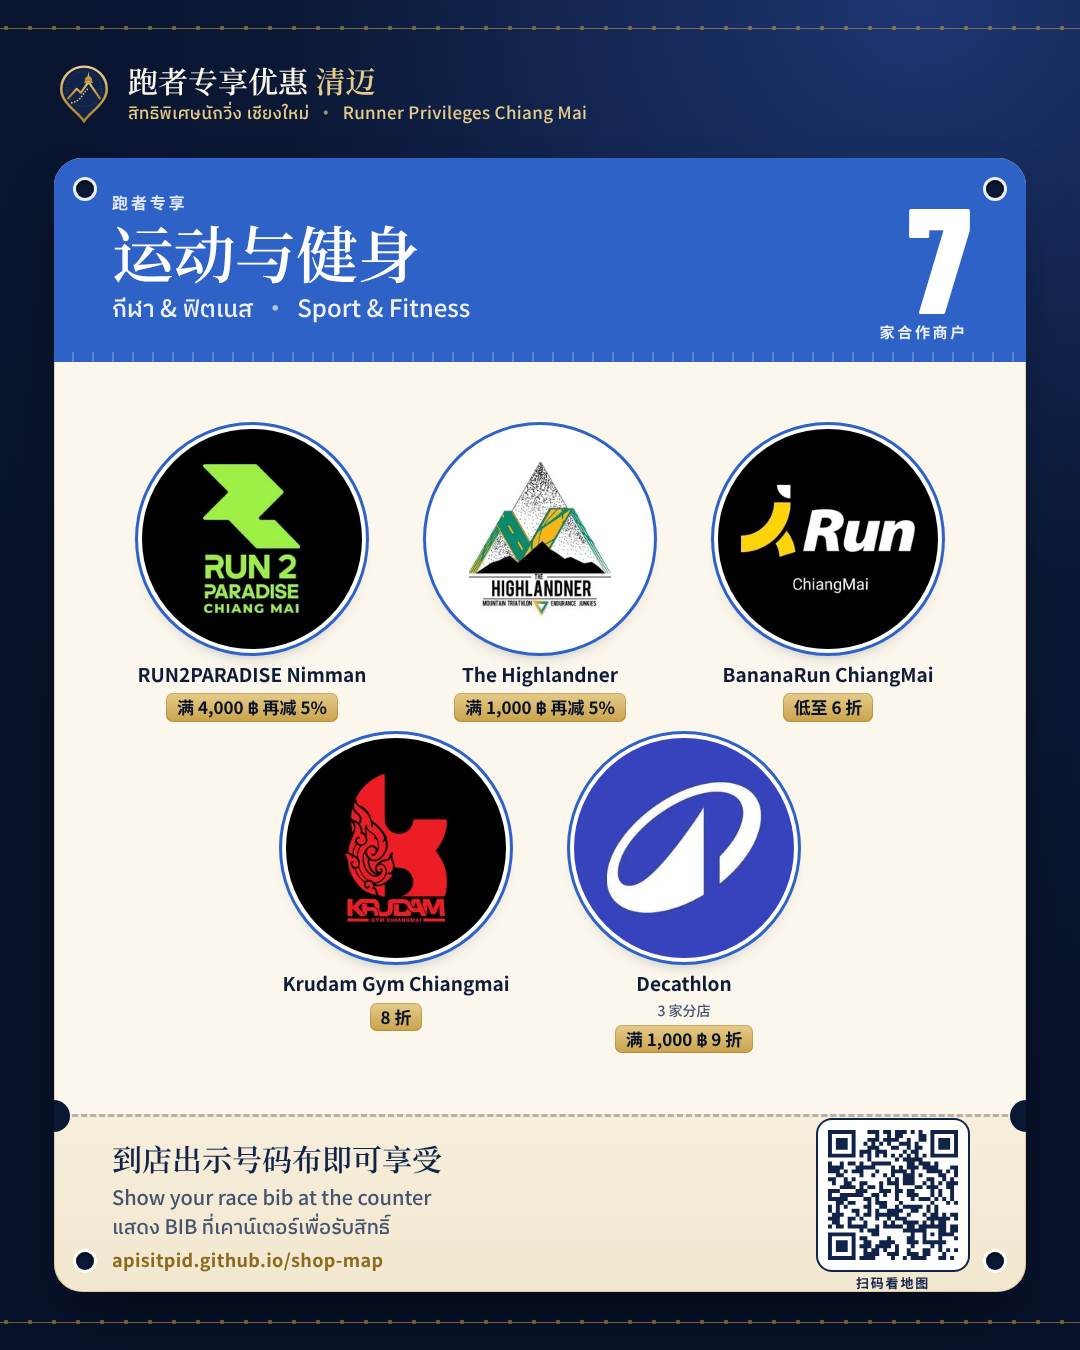 跑者专享优惠 清迈
สิทธิพิเศษนักวิ่ง เชียงใหม่ • Runner Privileges Chiang Mai
跑者专享
运动与健身
กีฬา & ฟิตเนส • Sport & Fitness
7
家合作商户
RUN 2
PARADISE
CHIANG MAI
THE
HIGHLANDNER
MOUNTAIN TRIATHLON ENDURANCE JUNKIES
Run
ChiangMai
RUN2PARADISE Nimman
The Highlandner
BananaRun ChiangMai
满 4,000 ฿ 再减 5%
满 1,000 ฿ 再减 5%
低至 6 折
KRUDAM
GYM CHIANGMAI
Krudam Gym Chiangmai
8 折
Decathlon
3 家分店
满 1,000 ฿ 9 折
到店出示号码布即可享受
Show your race bib at the counter
แสดง BIB ที่เคาน์เตอร์เพื่อรับสิทธิ์
apisitpid.github.io/shop-map
扫码看地图